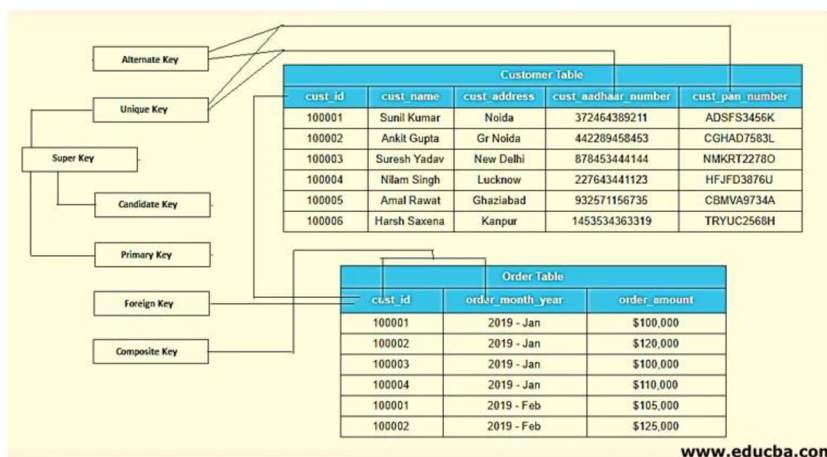 Alternate Key
Unique Key
Super Key
Candidate Key
Primary Key
Foreign Key
Composite Key
Customer Table
cust_id cust_name cust_address cust_aadhaar_number cust_pan_number
100001 Sunil Kumar Noida 372464389211 ADSFS3456K
100002 Ankit Gupta Gr Noida 442289458453 CGHAD7583L
100003 Suresh Yadav New Delhi 878453444144 NMKRT2278O
100004 Nilam Singh Lucknow 227643441123 HFJFD3876U
100005 Amal Rawat Ghaziabad 932571156735 CBMVA9734A
100006 Harsh Saxena Kanpur 1453534363319 TRYUC2568H
Order Table
cust_id order_month_year order_amount
100001 2019 - Jan $100,000
100002 2019 - Jan $120,000
100003 2019 - Jan $100,000
100004 2019 - Jan $110,000
100001 2019 - Feb $105,000
100002 2019 - Feb $125,000
www.educba.com